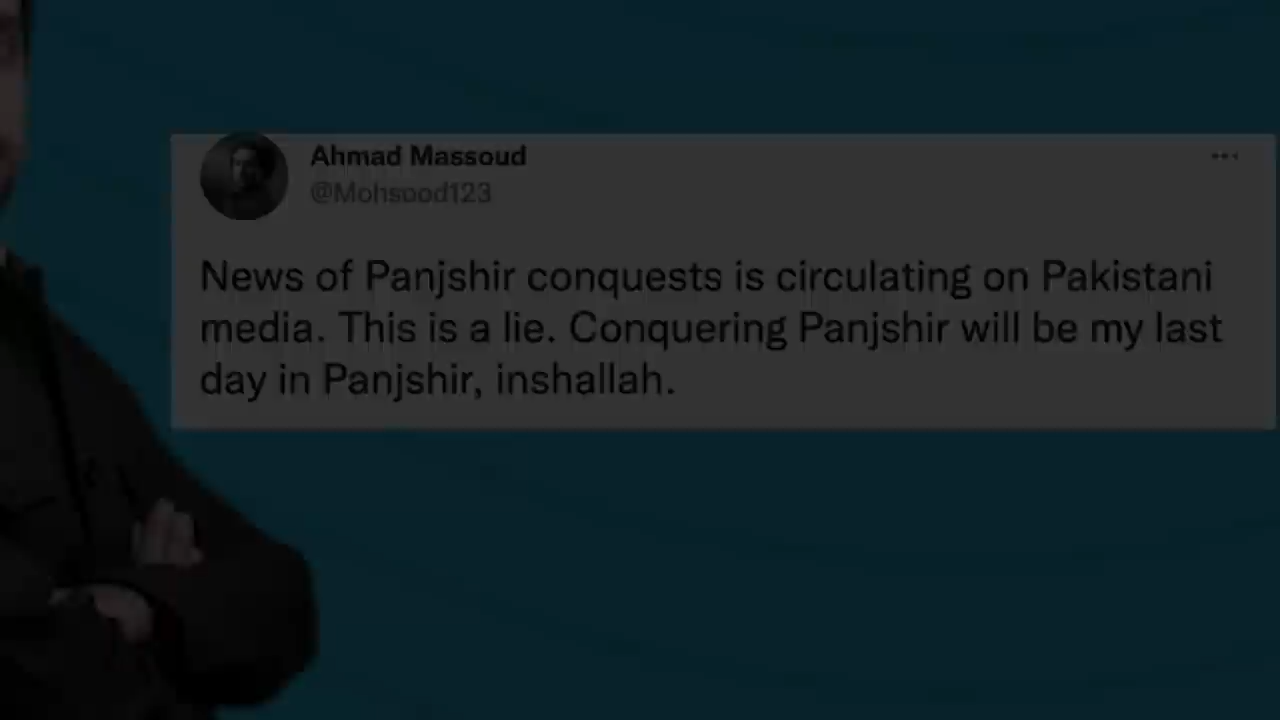 Ahmad Massoud
@Mohsood123
News of Panjshir conquests is circulating on Pakistani
media. This is a lie. Conquering Panjshir will be my last
day in Panjshir, inshallah.